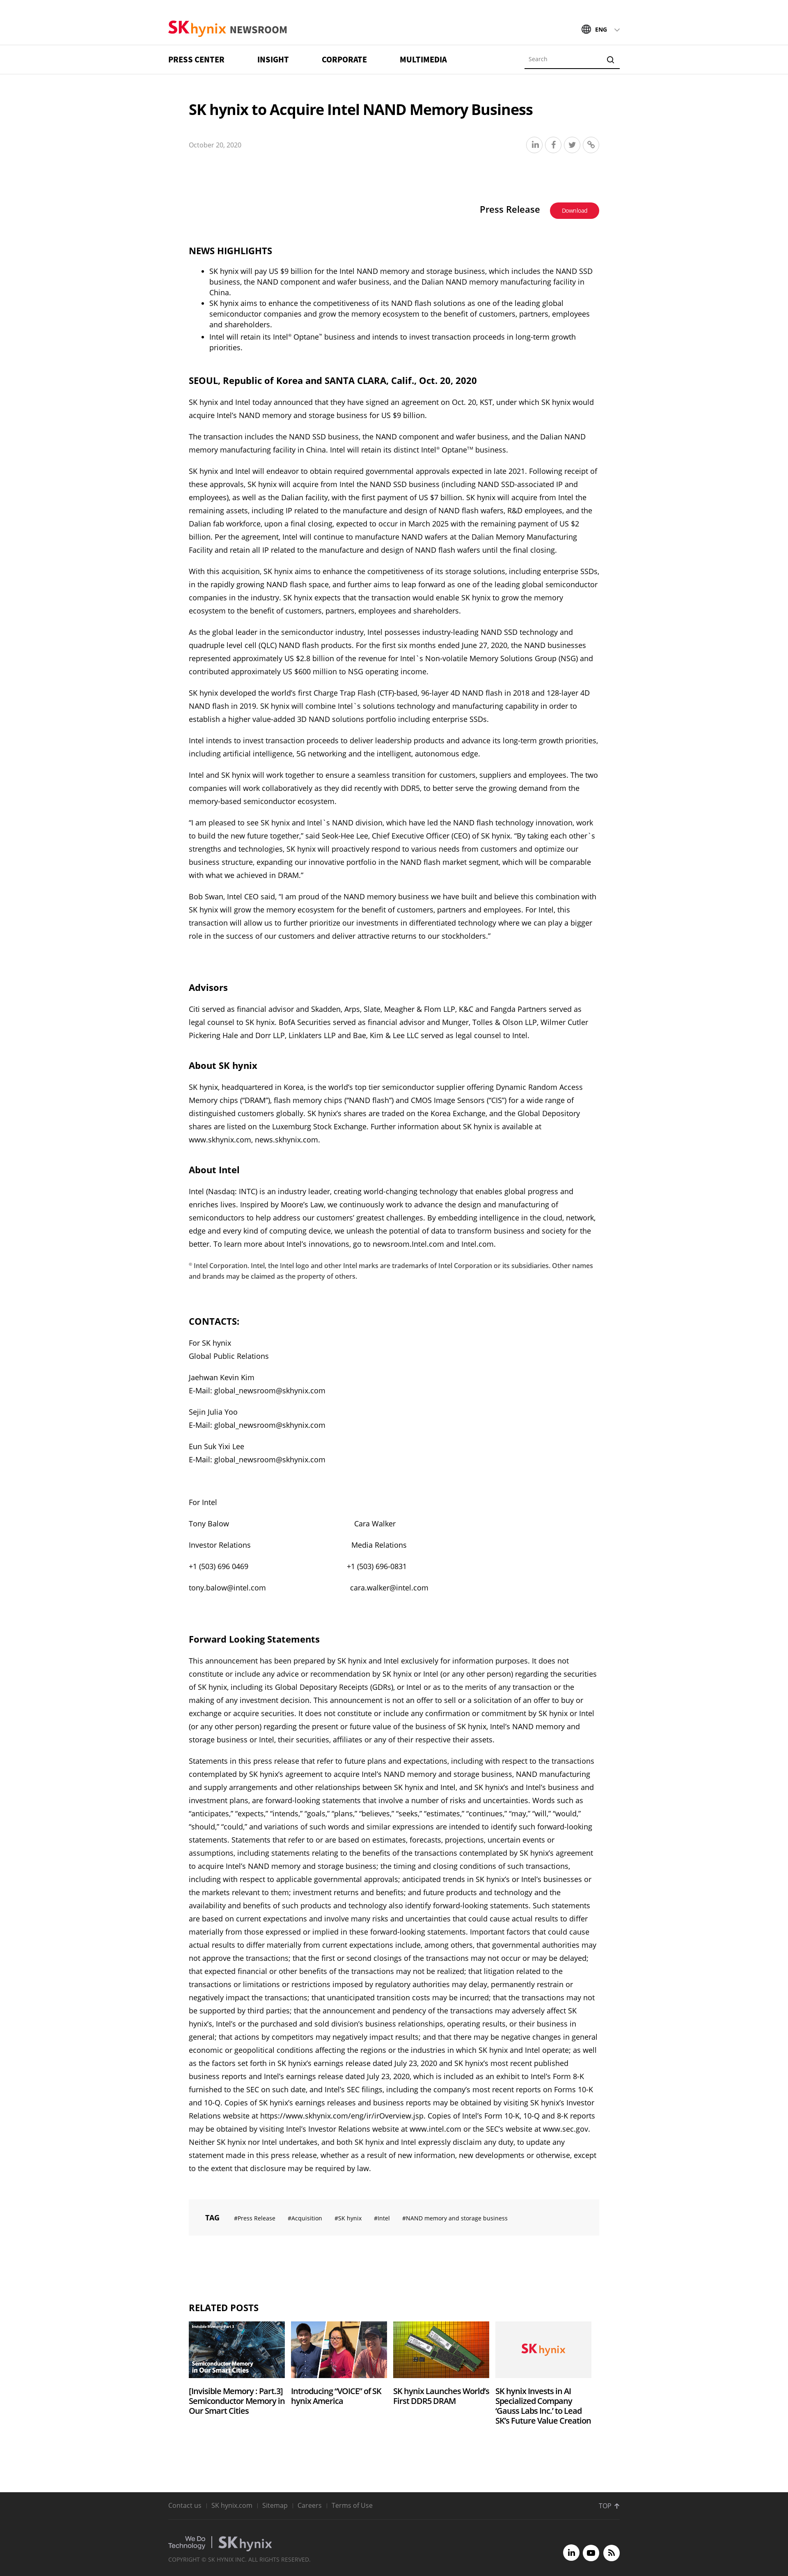 SK hynix NEWSROOM
ENG
PRESS CENTER INSIGHT CORPORATE MULTIMEDIA Search
SK hynix to Acquire Intel NAND Memory Business
October 20, 2020
Press Release Download
NEWS HIGHLIGHTS
• SK hynix will pay US $9 billion for the Intel NAND memory and storage business, which includes the NAND SSD
business, the NAND component and wafer business, and the Dalian NAND memory manufacturing facility in
China.
• SK hynix aims to enhance the competitiveness of its NAND flash solutions as one of the leading global
semiconductor companies and grow the memory ecosystem to the benefit of customers, partners, employees
and shareholders.
• Intel will retain its Intel® Optane™ business and intends to invest transaction proceeds in long-term growth
priorities.
SEOUL, Republic of Korea and SANTA CLARA, Calif., Oct. 20, 2020
SK hynix and Intel today announced that they have signed an agreement on Oct. 20, KST, under which SK hynix would
acquire Intel’s NAND memory and storage business for US $9 billion.
The transaction includes the NAND SSD business, the NAND component and wafer business, and the Dalian NAND
memory manufacturing facility in China. Intel will retain its distinct Intel® Optane™ business.
SK hynix and Intel will endeavor to obtain required governmental approvals expected in late 2021. Following receipt of
these approvals, SK hynix will acquire from Intel the NAND SSD business (including NAND SSD-associated IP and
employees), as well as the Dalian facility, with the first payment of US $7 billion. SK hynix will acquire from Intel the
remaining assets, including IP related to the manufacture and design of NAND flash wafers, R&D employees, and the
Dalian fab workforce, upon a final closing, expected to occur in March 2025 with the remaining payment of US $2
billion. Per the agreement, Intel will continue to manufacture NAND wafers at the Dalian Memory Manufacturing
Facility and retain all IP related to the manufacture and design of NAND flash wafers until the final closing.
With this acquisition, SK hynix aims to enhance the competitiveness of its storage solutions, including enterprise SSDs,
in the rapidly growing NAND flash space, and further aims to leap forward as one of the leading global semiconductor
companies in the industry. SK hynix expects that the transaction would enable SK hynix to grow the memory
ecosystem to the benefit of customers, partners, employees and shareholders.
As the global leader in the semiconductor industry, Intel possesses industry-leading NAND SSD technology and
quadruple level cell (QLC) NAND flash products. For the first six months ended June 27, 2020, the NAND businesses
represented approximately US $2.8 billion of the revenue for Intel`s Non-volatile Memory Solutions Group (NSG) and
contributed approximately US $600 million to NSG operating income.
SK hynix developed the world’s first Charge Trap Flash (CTF)-based, 96-layer 4D NAND flash in 2018 and 128-layer 4D
NAND flash in 2019. SK hynix will combine Intel`s solutions technology and manufacturing capability in order to
establish a higher value-added 3D NAND solutions portfolio including enterprise SSDs.
Intel intends to invest transaction proceeds to deliver leadership products and advance its long-term growth priorities,
including artificial intelligence, 5G networking and the intelligent, autonomous edge.
Intel and SK hynix will work together to ensure a seamless transition for customers, suppliers and employees. The two
companies will work collaboratively as they did recently with DDR5, to better serve the growing demand from the
memory-based semiconductor ecosystem.
“I am pleased to see SK hynix and Intel`s NAND division, which have led the NAND flash technology innovation, work
to build the new future together,” said Seok-Hee Lee, Chief Executive Officer (CEO) of SK hynix. “By taking each other`s
strengths and technologies, SK hynix will proactively respond to various needs from customers and optimize our
business structure, expanding our innovative portfolio in the NAND flash market segment, which will be comparable
with what we achieved in DRAM.”
Bob Swan, Intel CEO said, “I am proud of the NAND memory business we have built and believe this combination with
SK hynix will grow the memory ecosystem for the benefit of customers, partners and employees. For Intel, this
transaction will allow us to further prioritize our investments in differentiated technology where we can play a bigger
role in the success of our customers and deliver attractive returns to our stockholders.”
Advisors
Citi served as financial advisor and Skadden, Arps, Slate, Meagher & Flom LLP, K&C and Fangda Partners served as
legal counsel to SK hynix. BofA Securities served as financial advisor and Munger, Tolles & Olson LLP, Wilmer Cutler
Pickering Hale and Dorr LLP, Linklaters LLP and Bae, Kim & Lee LLC served as legal counsel to Intel.
About SK hynix
SK hynix, headquartered in Korea, is the world’s top tier semiconductor supplier offering Dynamic Random Access
Memory chips (“DRAM”), flash memory chips (“NAND flash”) and CMOS Image Sensors (“CIS”) for a wide range of
distinguished customers globally. SK hynix’s shares are traded on the Korea Exchange, and the Global Depository
shares are listed on the Luxemburg Stock Exchange. Further information about SK hynix is available at
www.skhynix.com, news.skhynix.com.
About Intel
Intel (Nasdaq: INTC) is an industry leader, creating world-changing technology that enables global progress and
enriches lives. Inspired by Moore’s Law, we continuously work to advance the design and manufacturing of
semiconductors to help address our customers’ greatest challenges. By embedding intelligence in the cloud, network,
edge and every kind of computing device, we unleash the potential of data to transform business and society for the
better. To learn more about Intel’s innovations, go to newsroom.Intel.com and Intel.com.
© Intel Corporation. Intel, the Intel logo and other Intel marks are trademarks of Intel Corporation or its subsidiaries. Other names
and brands may be claimed as the property of others.
CONTACTS:
For SK hynix
Global Public Relations
Jaehwan Kevin Kim
E-Mail: global_newsroom@skhynix.com
Sejin Julia Yoo
E-Mail: global_newsroom@skhynix.com
Eun Suk Yixi Lee
E-Mail: global_newsroom@skhynix.com
For Intel
Tony Balow Cara Walker
Investor Relations Media Relations
+1 (503) 696 0469 +1 (503) 696-0831
tony.balow@intel.com cara.walker@intel.com
Forward Looking Statements
This announcement has been prepared by SK hynix and Intel exclusively for information purposes. It does not
constitute or include any advice or recommendation by SK hynix or Intel (or any other person) regarding the securities
of SK hynix, including its Global Depositary Receipts (GDRs), or Intel or as to the merits of any transaction or the
making of any investment decision. This announcement is not an offer to sell or a solicitation of an offer to buy or
exchange or acquire securities. It does not constitute or include any confirmation or commitment by SK hynix or Intel
(or any other person) regarding the present or future value of the business of SK hynix, Intel’s NAND memory and
storage business or Intel, their securities, affiliates or any of their respective their assets.
Statements in this press release that refer to future plans and expectations, including with respect to the transactions
contemplated by SK hynix’s agreement to acquire Intel’s NAND memory and storage business, NAND manufacturing
and supply arrangements and other relationships between SK hynix and Intel, and SK hynix’s and Intel’s business and
investment plans, are forward-looking statements that involve a number of risks and uncertainties. Words such as
“anticipates,” “expects,” “intends,” “goals,” “plans,” “believes,” “seeks,” “estimates,” “continues,” “may,” “will,” “would,”
“should,” “could,” and variations of such words and similar expressions are intended to identify such forward-looking
statements. Statements that refer to or are based on estimates, forecasts, projections, uncertain events or
assumptions, including statements relating to the benefits of the transactions contemplated by SK hynix’s agreement
to acquire Intel’s NAND memory and storage business; the timing and closing conditions of such transactions,
including with respect to applicable governmental approvals; anticipated trends in SK hynix’s or Intel’s businesses or
the markets relevant to them; investment returns and benefits; and future products and technology and the
availability and benefits of such products and technology also identify forward-looking statements. Such statements
are based on current expectations and involve many risks and uncertainties that could cause actual results to differ
materially from those expressed or implied in these forward-looking statements. Important factors that could cause
actual results to differ materially from current expectations include, among others, that governmental authorities may
not approve the transactions; that the first or second closings of the transactions may not occur or may be delayed;
that expected financial or other benefits of the transactions may not be realized; that litigation related to the
transactions or limitations or restrictions imposed by regulatory authorities may delay, permanently restrain or
negatively impact the transactions; that unanticipated transition costs may be incurred; that the transactions may not
be supported by third parties; that the announcement and pendency of the transactions may adversely affect SK
hynix’s, Intel’s or the purchased and sold division’s business relationships, operating results, or their business in
general; that actions by competitors may negatively impact results; and that there may be negative changes in general
economic or geopolitical conditions affecting the regions or the industries in which SK hynix and Intel operate; as well
as the factors set forth in SK hynix’s earnings release dated July 23, 2020 and SK hynix’s most recent published
business reports and Intel’s earnings release dated July 23, 2020, which is included as an exhibit to Intel’s Form 8-K
furnished to the SEC on such date, and Intel’s SEC filings, including the company’s most recent reports on Forms 10-K
and 10-Q. Copies of SK hynix’s earnings releases and business reports may be obtained by visiting SK hynix’s Investor
Relations website at https://www.skhynix.com/eng/ir/irOverview.jsp. Copies of Intel’s Form 10-K, 10-Q and 8-K reports
may be obtained by visiting Intel’s Investor Relations website at www.intel.com or the SEC’s website at www.sec.gov.
Neither SK hynix nor Intel undertakes, and both SK hynix and Intel expressly disclaim any duty, to update any
statement made in this press release, whether as a result of new information, new developments or otherwise, except
to the extent that disclosure may be required by law.
TAG #Press Release #Acquisition #SK hynix #Intel #NAND memory and storage business
RELATED POSTS
Invisible Memory Part.3
Semiconductor Memory
in Our Smart Cities
SK hynix
[Invisible Memory : Part.3]
Semiconductor Memory in
Our Smart Cities
Introducing “VOICE” of SK
hynix America
SK hynix Launches World’s
First DDR5 DRAM
SK hynix Invests in AI
Specialized Company
‘Gauss Labs Inc.’ to Lead
SK’s Future Value Creation
Contact us SK hynix.com Sitemap Careers Terms of Use TOP
We Do
Technology
SK hynix
COPYRIGHT © SK HYNIX INC. ALL RIGHTS RESERVED.